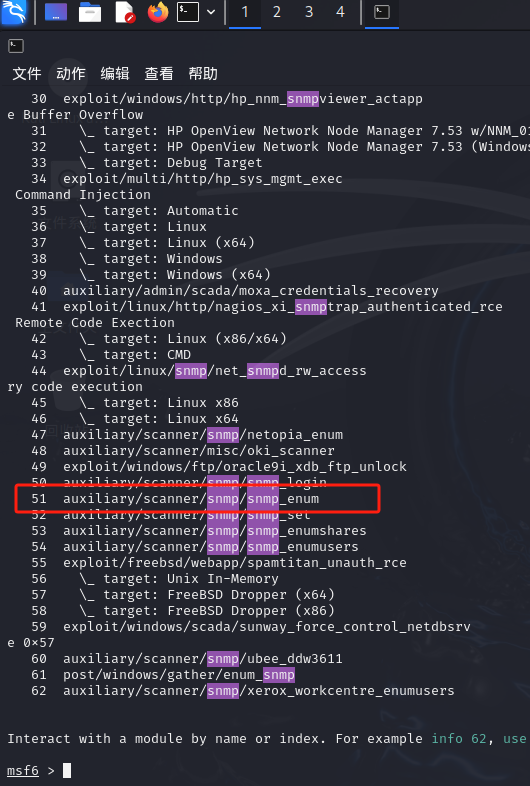 1 2 3 4
文件 动作 编辑 查看 帮助
30 exploit/windows/http/hp_nnm_snmpviewer_actapp
e Buffer Overflow
31 \_ target: HP OpenView Network Node Manager 7.53 w/NNM_01
32 \_ target: HP OpenView Network Node Manager 7.53 (Windows
33 \_ target: Debug Target
34 exploit/multi/http/hp_sys_mgmt_exec
Command Injection
35 \_ target: Automatic
36 \_ target: Linux
37 \_ target: Linux (x64)
38 \_ target: Windows
39 \_ target: Windows (x64)
40 auxiliary/admin/scada/moxa_credentials_recovery
41 exploit/linux/http/nagios_xi_snmptrap_authenticated_rce
Remote Code Exection
42 \_ target: Linux (x86/x64)
43 \_ target: CMD
44 exploit/linux/snmp/net_snmpd_rw_access
ry code execution
45 \_ target: Linux x86
46 \_ target: Linux x64
47 auxiliary/scanner/snmp/netopia_enum
48 auxiliary/scanner/misc/oki_scanner
49 exploit/windows/ftp/oracle9i_xdb_ftp_unlock
50 auxiliary/scanner/snmp/snmp_login
51 auxiliary/scanner/snmp/snmp_enum
52 auxiliary/scanner/snmp/snmp_set
53 auxiliary/scanner/snmp/snmp_enumshares
54 auxiliary/scanner/snmp/snmp_enumusers
55 exploit/freebsd/webapp/spamtitan_unauth_rce
56 \_ target: Unix In-Memory
57 \_ target: FreeBSD Dropper (x64)
58 \_ target: FreeBSD Dropper (x86)
59 exploit/windows/scada/sunway_force_control_netdbsrv
e 0×57
60 auxiliary/scanner/snmp/ubee_ddw3611
61 post/windows/gather/enum_snmp
62 auxiliary/scanner/snmp/xerox_workcentre_enumusers
Interact with a module by name or index. For example info 62, use
msf6 >